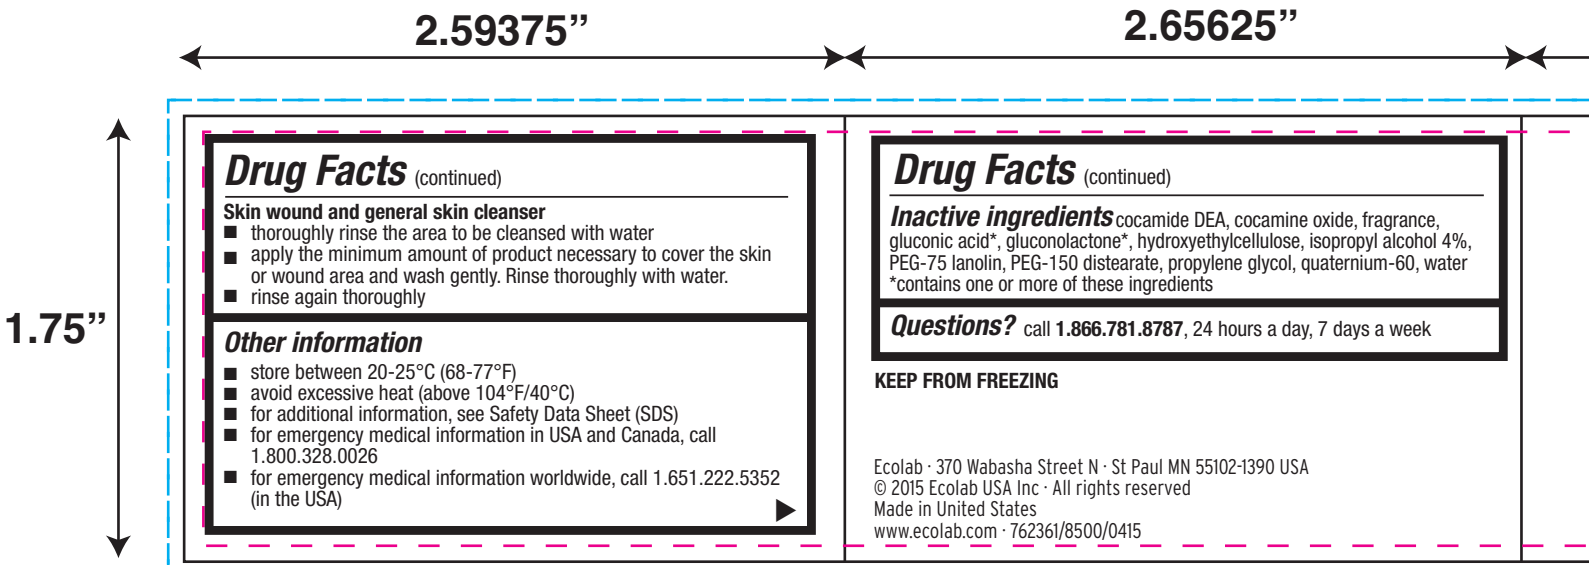 2.59375”
2.65625”
1.75”
Drug Facts (continued)
Skin wound and general skin cleanser
■ thoroughly rinse the area to be cleansed with water
■ apply the minimum amount of product necessary to cover the skin
or wound area and wash gently. Rinse thoroughly with water.
■ rinse again thoroughly
Other information
■ store between 20-25°C (68-77°F)
■ avoid excessive heat (above 104°F/40°C)
■ for additional information, see Safety Data Sheet (SDS)
■ for emergency medical information in USA and Canada, call
1.800.328.0026
■ for emergency medical information worldwide, call 1.651.222.5352
(in the USA)
Drug Facts (continued)
Inactive ingredients cocamide DEA, cocamine oxide, fragrance,
gluconic acid*, gluconolactone*, hydroxyethylcellulose, isopropyl alcohol 4%,
PEG-75 lanolin, PEG-150 distearate, propylene glycol, quaternium-60, water
*contains one or more of these ingredients
Questions? call 1.866.781.8787, 24 hours a day, 7 days a week
KEEP FROM FREEZING
Ecolab · 370 Wabasha Street N · St Paul MN 55102-1390 USA
© 2015 Ecolab USA Inc · All rights reserved
Made in United States
www.ecolab.com · 762361/8500/0415